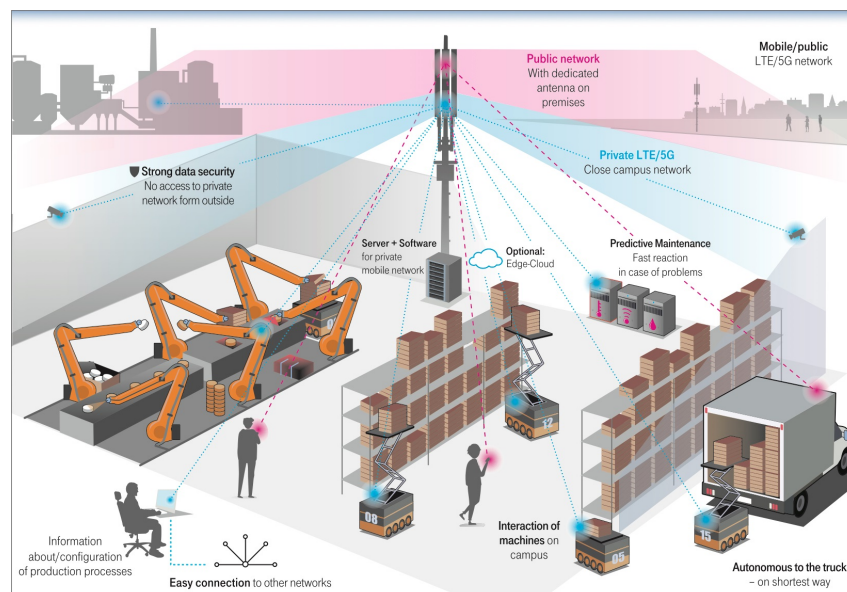 Public network
With dedicated
antenna on
premises
Mobile/public
LTE/5G network
Strong data security
No access to private
network form outside
Private LTE/5G
Close campus network
Server + Software
for private
mobile network
Optional:
Edge-Cloud
Predictive Maintenance
Fast reaction
in case of problems
12
08
05
15
Information
about/configuration
of production processes
Easy connection to other networks
Interaction of
machines on
campus
Autonomous to the truck
– on shortest way